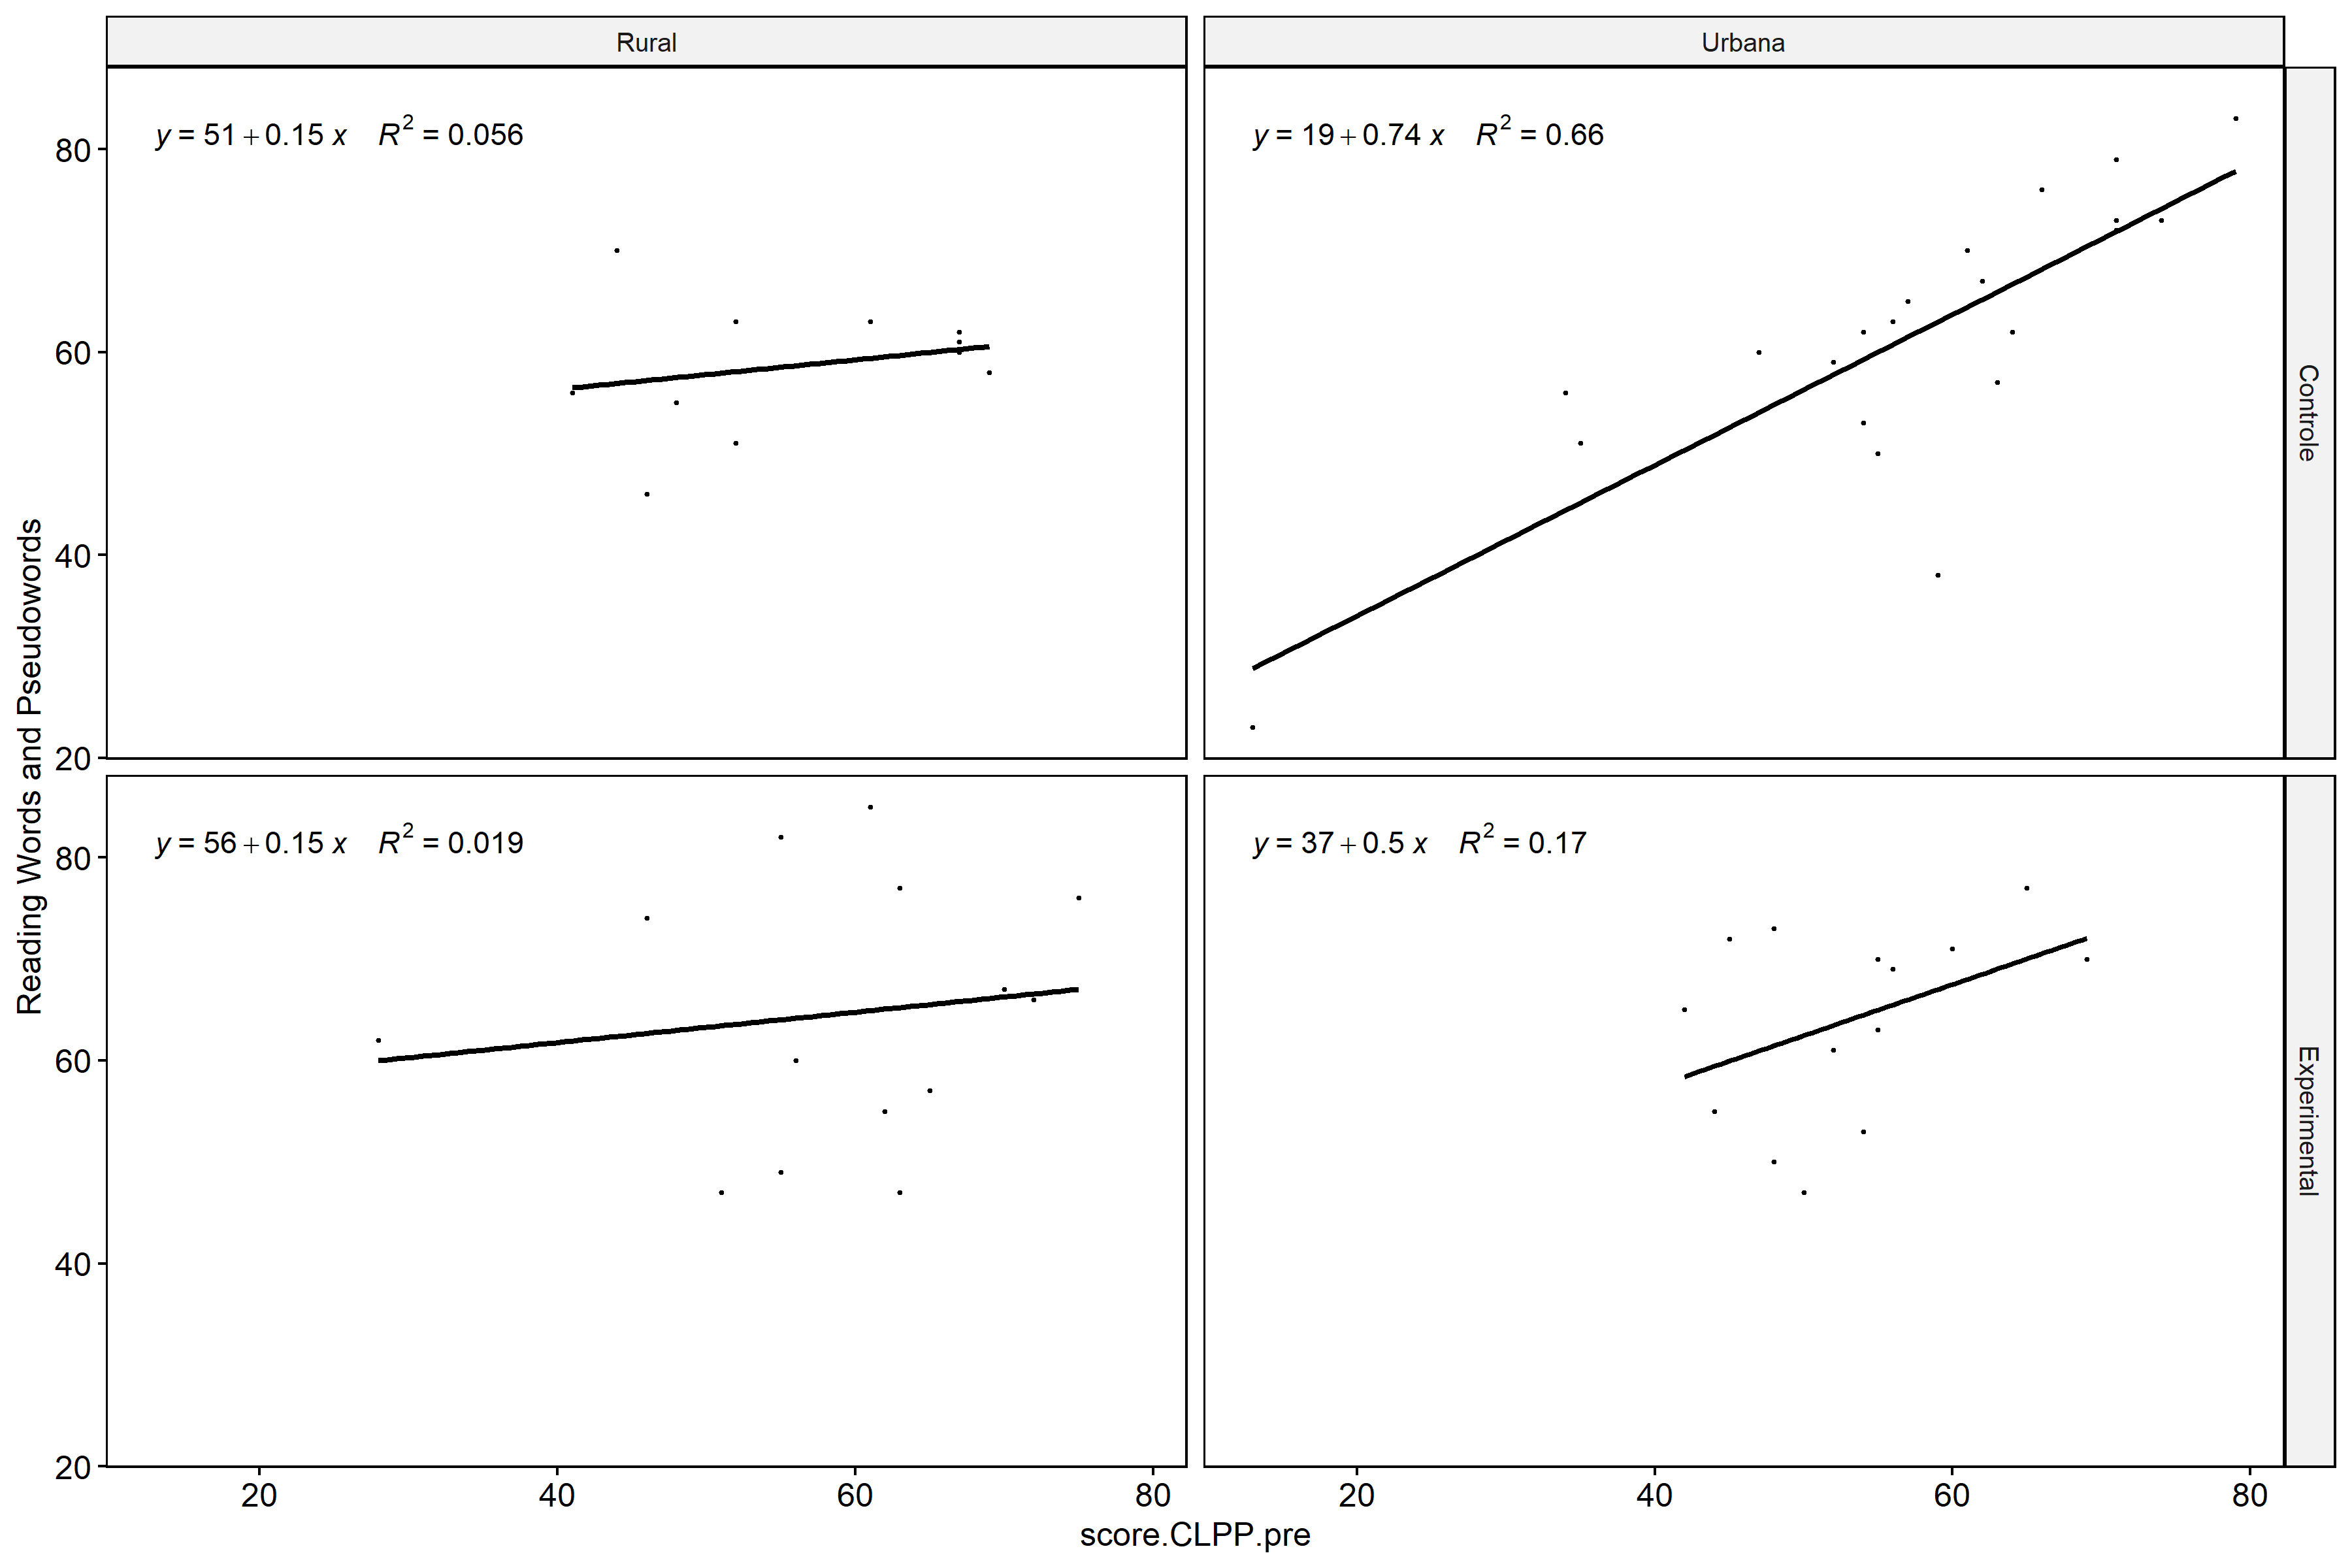 Rural
Urbana
y = 51 + 0.15 x R² = 0.056
y = 19 + 0.74 x R² = 0.66
80
60
40
20
Controle
y = 56 + 0.15 x R² = 0.019
y = 37 + 0.5 x R² = 0.17
80
60
40
20
Experimental
Reading Words and Pseudowords
20 40 60 80
20 40 60 80
score.CLPP.pre